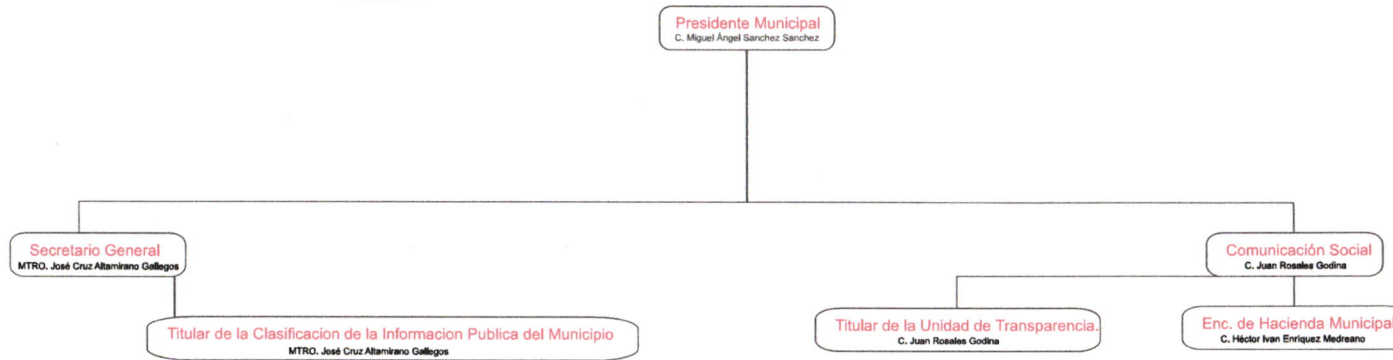 Presidente Municipal
C. Miguel Ángel Sanchez Sanchez
Secretario General
MTRO. José Cruz Altamirano Gallegos
Comunicación Social
C. Juan Rosales Godina
Titular de la Clasificacion de la Informacion Publica del Municipio
MTRO. José Cruz Altamirano Gallegos
Titular de la Unidad de Transparencia.
C. Juan Rosales Godina
Enc. de Hacienda Municipal
C. Héctor Ivan Enriquez Medreano